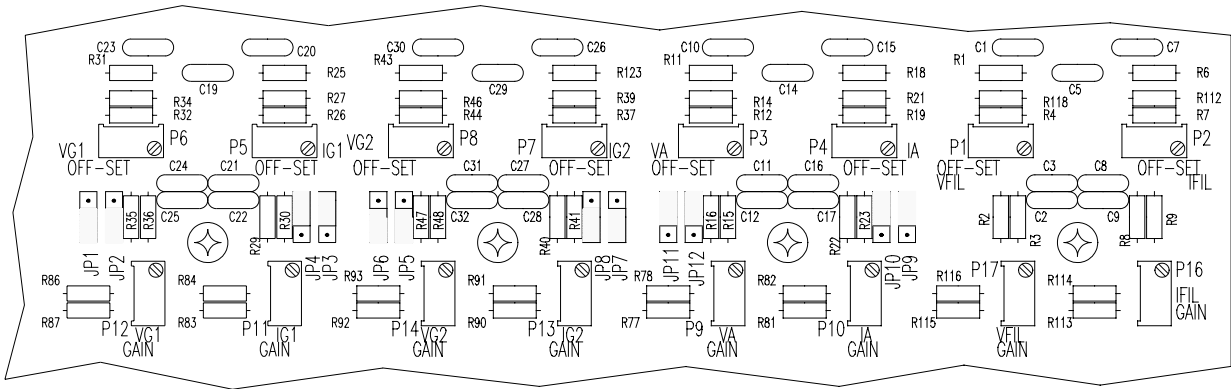 C23 C20 C30 C26 C10 C15 C1 C7
R31 R43 R11 R1
R25 R123 R18 R6
C19 C29 C14 C5
R34 R27 R46 R39 R14 R21 R118 R112
R32 R26 R44 R37 R12 R19 R4 R7
P6 P5 P8 P7 P3 P4 P1 P2
VG1 IG1 VG2 IG2 VA IA
OFF-SET OFF-SET OFF-SET OFF-SET OFF-SET OFF-SET OFF-SET OFF-SET
VFIL IFIL
C24 C21 C31 C27 C11 C16 C3 C8
C25 C22 C32 C28 C12 C17 C2 C9
R35 R36 R29 R30 R47 R48 R40 R41 R16 R15 R22 R23 R2 R3 R8 R9
JP1 JP2 JP4 JP3 JP6 JP5 JP8 JP7 JP11 JP12 JP10 JP9
R86 R84 R93 R91 R78 R82 R116 P17 R114 P16
R87 R83 R92 R90 R77 R81 R115 R113
P12 P11 P14 P13 P9 P10
VG1 IG1 VG2 IG2 VA IA VFIL IFIL
GAIN GAIN GAIN GAIN GAIN GAIN GAIN GAIN